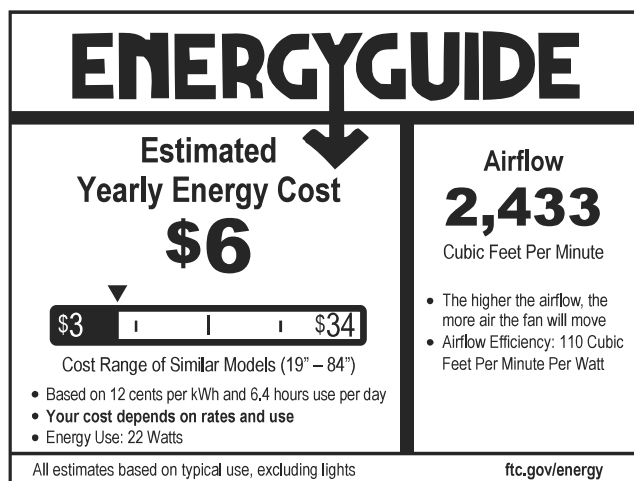 ENERGYGUIDE
Estimated
Yearly Energy Cost
$6
$3
$34
Cost Range of Similar Models (19” – 84”)
• Based on 12 cents per kWh and 6.4 hours use per day
• Your cost depends on rates and use
• Energy Use: 22 Watts
Airflow
2,433
Cubic Feet Per Minute
• The higher the airflow, the
more air the fan will move
• Airflow Efficiency: 110 Cubic
Feet Per Minute Per Watt
All estimates based on typical use, excluding lights
ftc.gov/energy